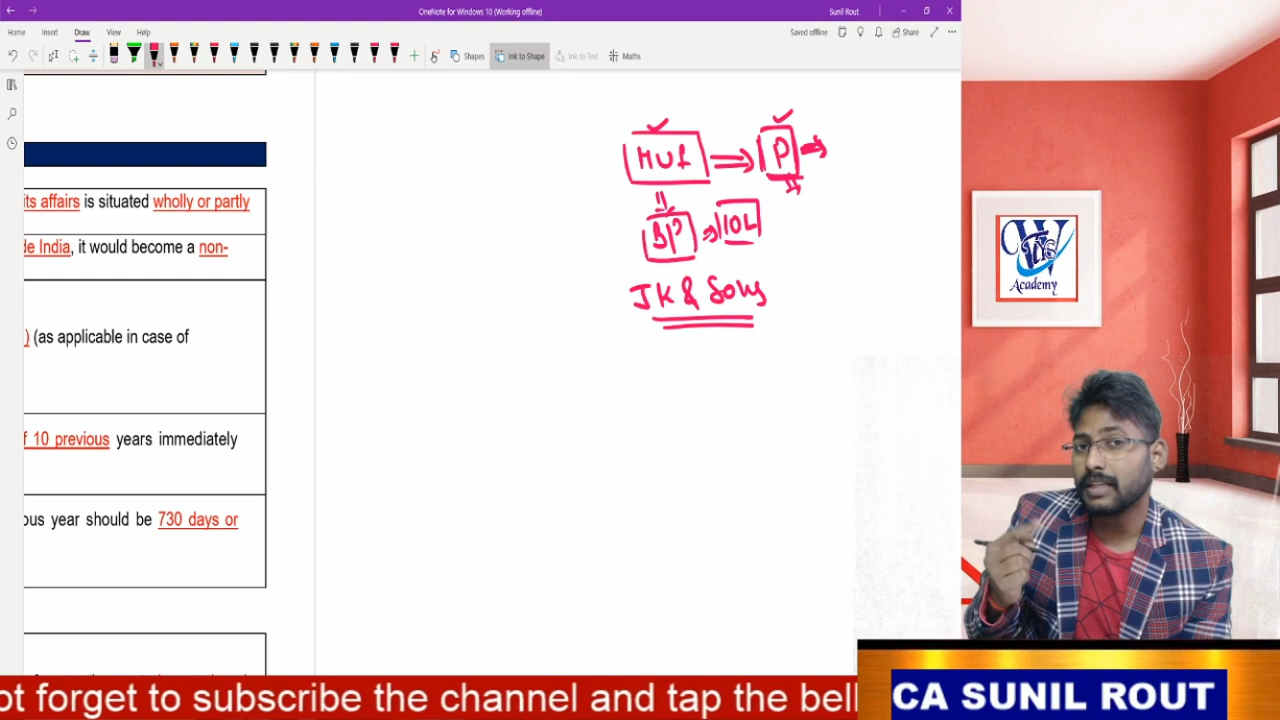 OneNote for Windows 10 (Working offline)
Sunil Rout
Home Insert Draw View Help
Saved offline
Share
Shapes
Ink to Shape
Ink to Text
Maths
its affairs is situated wholly or partly
de India, it would become a non-
) (as applicable in case of
f 10 previous years immediately
ous year should be 730 days or
HUF ⇒ P →
BP → 10L
JK & Sons
Academy
ot forget to subscribe the channel and tap the bell
CA SUNIL ROUT